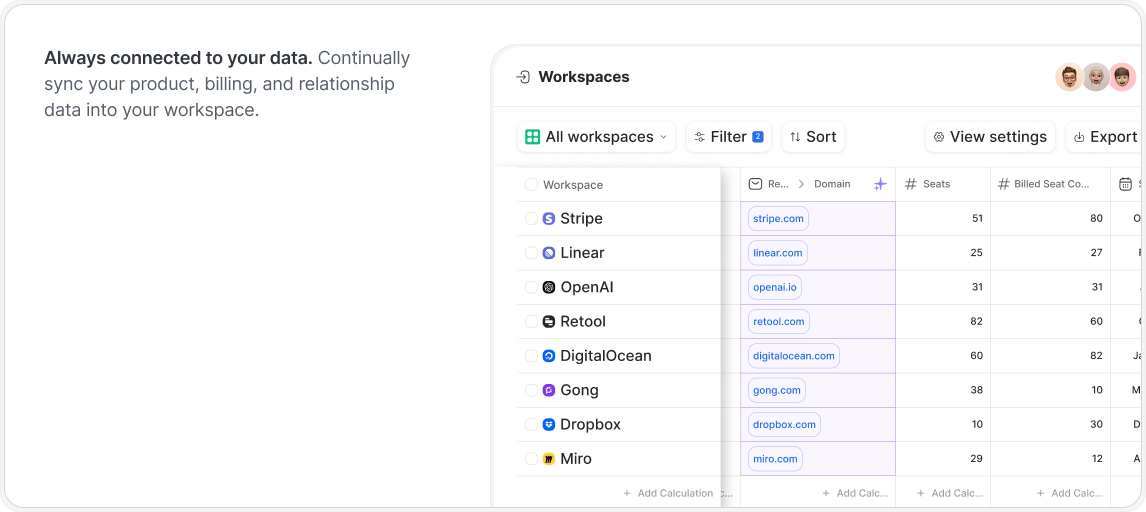 Always connected to your data. Continually
sync your product, billing, and relationship
data into your workspace.
Workspaces
All workspaces Filter 2 Sort View settings Export
Workspace Re... > Domain # Seats # Billed Seat Co...
Stripe stripe.com 51 80
Linear linear.com 25 27
OpenAI openai.io 31 31
Retool retool.com 82 60
DigitalOcean digitalocean.com 60 82
Gong gong.com 38 10
Dropbox dropbox.com 10 30
Miro miro.com 29 12
+ Add Calculation c... + Add Calc... + Add Calc... + Add Calc...